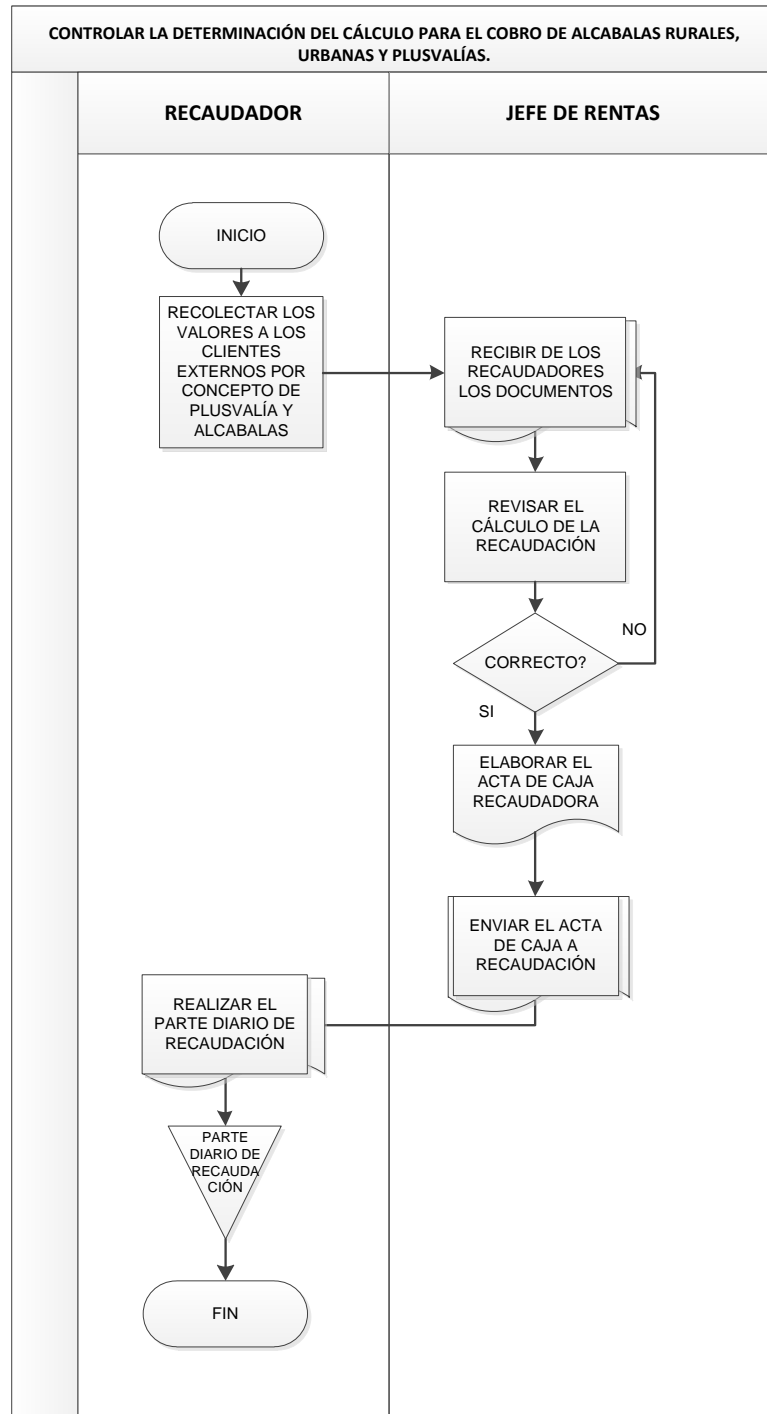 CONTROLAR LA DETERMINACIÓN DEL CÁLCULO PARA EL COBRO DE ALCABALAS RURALES,
URBANAS Y PLUSVALÍAS.
RECAUDADOR
JEFE DE RENTAS
INICIO
RECOLECTAR LOS
VALORES A LOS
CLIENTES
EXTERNOS POR
CONCEPTO DE
PLUSVALÍA Y
ALCABALAS
RECIBIR DE LOS
RECAUDADORES
LOS DOCUMENTOS
REVISAR EL
CÁLCULO DE LA
RECAUDACIÓN
NO
CORRECTO?
SI
ELABORAR EL
ACTA DE CAJA
RECAUDADORA
ENVIAR EL ACTA
DE CAJA A
RECAUDACIÓN
REALIZAR EL
PARTE DIARIO DE
RECAUDACIÓN
PARTE
DIARIO DE
RECAUDA
CIÓN
FIN